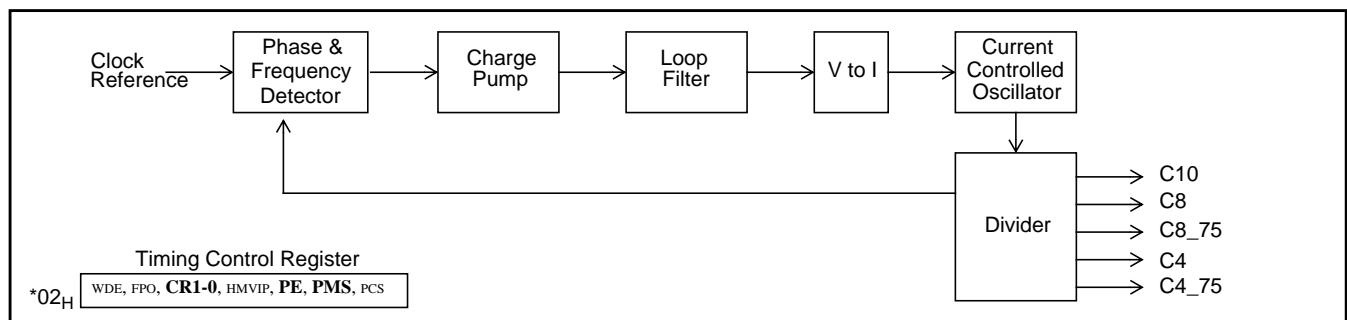 Clock
Reference
Phase &
Frequency
Detector
Charge
Pump
Loop
Filter
V to I
Current
Controlled
Oscillator
Divider
C10
C8
C8_75
C4
C4_75
Timing Control Register
*02H WDE, FPO, CR1-0, HMVIP, PE, PMS, PCS